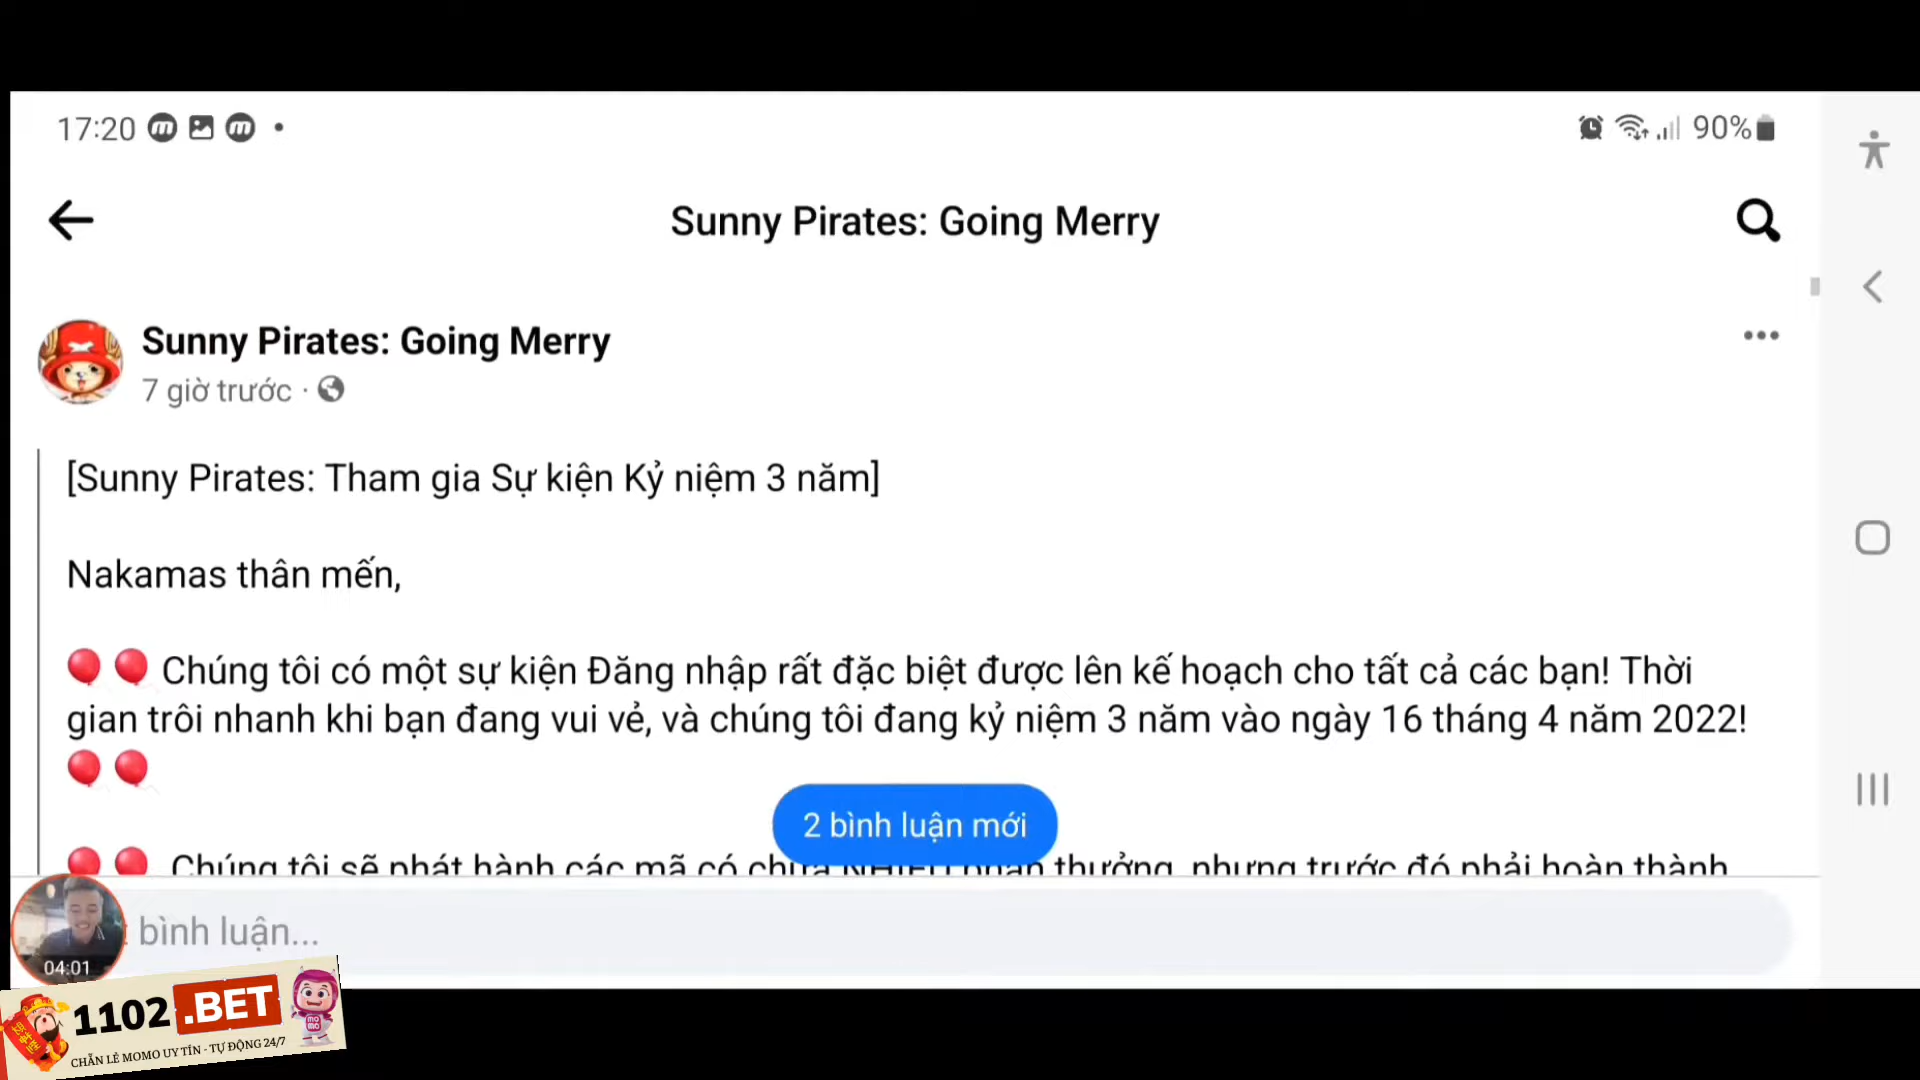 17:20
90%
Sunny Pirates: Going Merry
Sunny Pirates: Going Merry
7 giờ trước ·
[Sunny Pirates: Tham gia Sự kiện Kỷ niệm 3 năm]
Nakamas thân mến,
Chúng tôi có một sự kiện Đăng nhập rất đặc biệt được lên kế hoạch cho tất cả các bạn! Thời
gian trôi nhanh khi bạn đang vui vẻ, và chúng tôi đang kỷ niệm 3 năm vào ngày 16 tháng 4 năm 2022!
2 bình luận mới
Chúng tôi sẽ phát hành các mã có chứa NHIỀU phần thưởng, nhưng trước đó phải hoàn thành
bình luận...
04:01
1102.BET
CHẴN LẺ MOMO UY TÍN - TỰ ĐỘNG 24/7